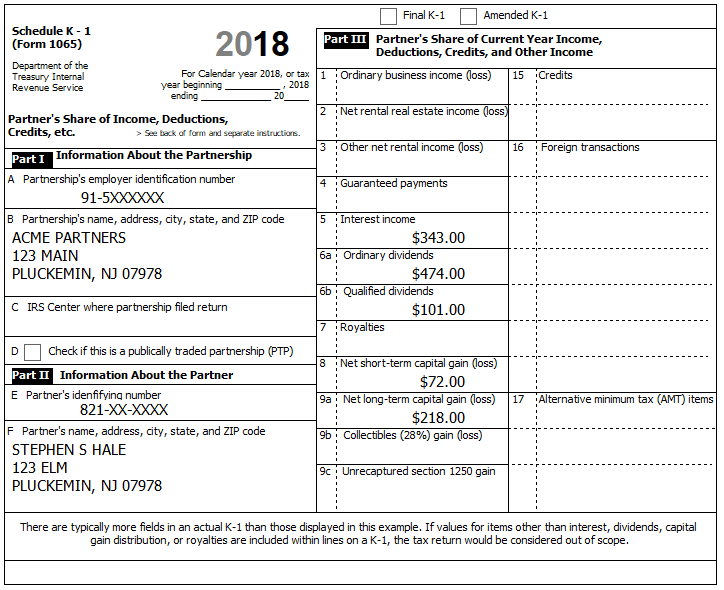 Final K-1 Amended K-1
Schedule K - 1
(Form 1065)
2018
Department of the
Treasury Internal
Revenue Service
For Calendar year 2018, or tax
year beginning __________ , 2018
ending ____________ 20____
Partner's Share of Income, Deductions,
Credits, etc. > See back of form and separate instructions.
Part I Information About the Partnership
A Partnership's employer identification number
91-5XXXXXX
B Partnership's name, address, city, state, and ZIP code
ACME PARTNERS
123 MAIN
PLUCKEMIN, NJ 07978
C IRS Center where partnership filed return
D Check if this is a publically traded partnership (PTP)
Part II Information About the Partner
E Partner's idenfifying number
821-XX-XXXX
F Partner's name, address, city, state, and ZIP code
STEPHEN S HALE
123 ELM
PLUCKEMIN, NJ 07978
Part III Partner's Share of Current Year Income,
Deductions, Credits, and Other Income
1 Ordinary business income (loss)
2 Net rental real estate income (loss)
3 Other net rental income (loss)
4 Guaranteed payments
5 Interest income
$343.00
6a Ordinary dividends
$474.00
6b Qualified dividends
$101.00
7 Royalties
8 Net short-term capital gain (loss)
$72.00
9a Net long-term capital gain (loss)
$218.00
9b Collectibles (28%) gain (loss)
9c Unrecaptured section 1250 gain
15 Credits
16 Foreign transactions
17 Alternative minimum tax (AMT) items
There are typically more fields in an actual K-1 than those displayed in this example. If values for items other than interest, dividends, capital
gain distribution, or royalties are included within lines on a K-1, the tax return would be considered out of scope.